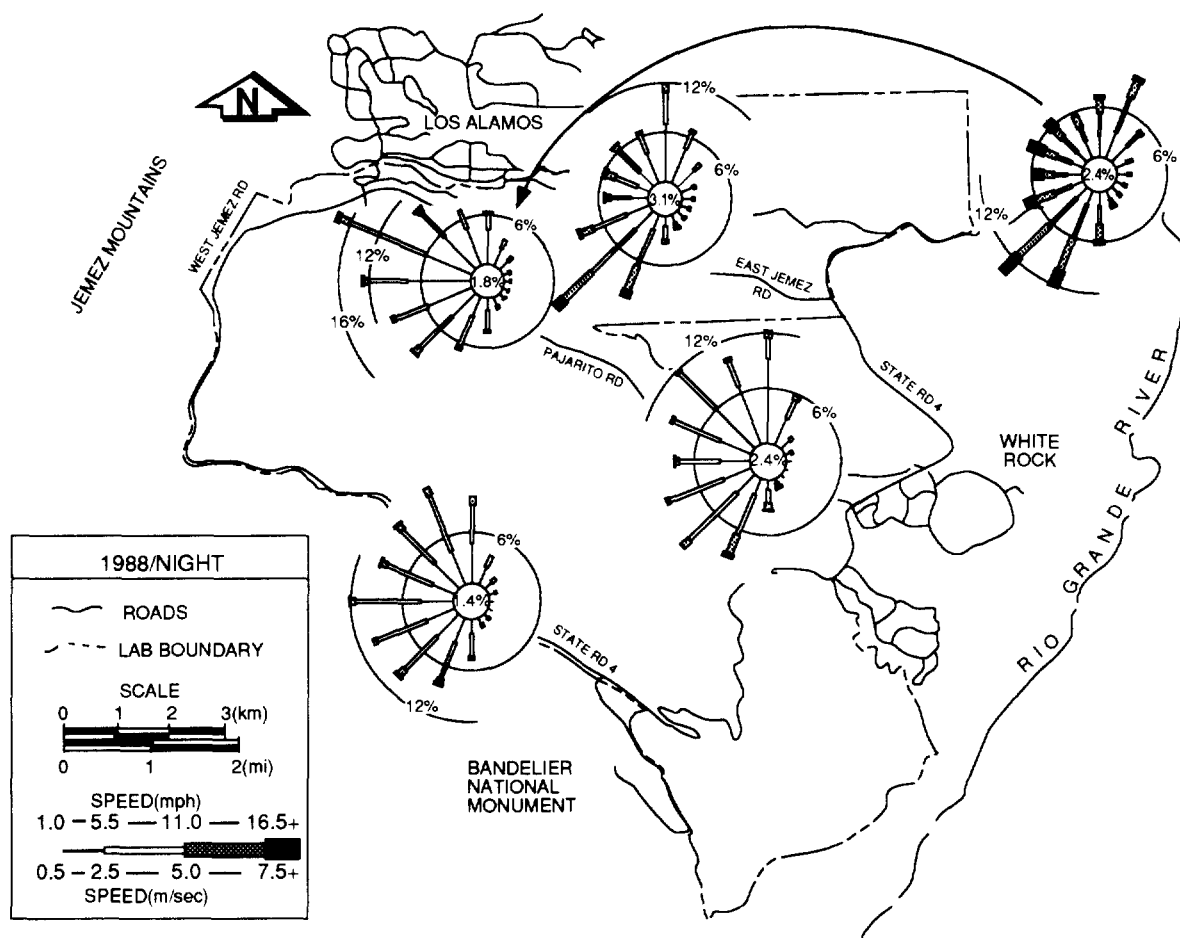 12%
N
LOS ALAMOS
6%
3.1%
6%
2.4%
12%
JEMEZ MOUNTAINS
WEST JEMEZ RD
6%
12%
1.8%
16%
EAST JEMEZ
RD
PAJARITO RD
12%
6%
2.4%
STATE RD 4
WHITE
ROCK
RIO GRANDE RIVER
6%
1.4%
12%
STATE RD 4
BANDELIER
NATIONAL
MONUMENT
1988/NIGHT
ROADS
LAB BOUNDARY
SCALE
0 1 2 3(km)
0 1 2(mi)
SPEED(mph)
1.0 – 5.5 — 11.0 — 16.5+
0.5 – 2.5 — 5.0 — 7.5+
SPEED(m/sec)